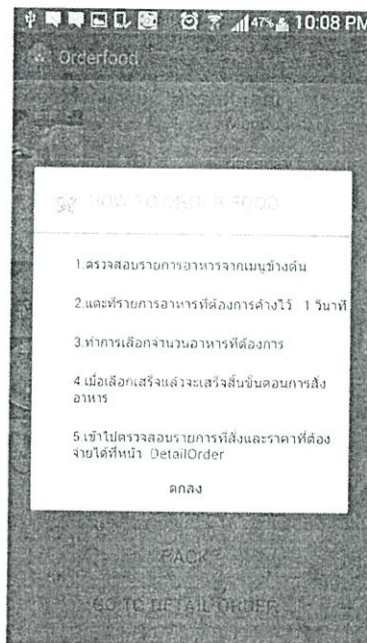 47% 10:08 PM
Orderfood
HOW TO ORDER FOOD
1.ตรวจสอบรายการอาหารจากเมนูข้างต้น
2.แตะที่รายการอาหารที่ต้องการค้างไว้ 1 วินาที
3.ทำการเลือกจำนวนอาหารที่ต้องการ
4.เมื่อเลือกเสร็จแล้วจะเสร็จสิ้นขั้นตอนการสั่ง
อาหาร
5.เข้าไปตรวจสอบรายการที่สั่งและราคาที่ต้อง
จ่ายได้ที่หน้า DetailOrder
ตกลง
BACK
GO TO DETAIL ORDER